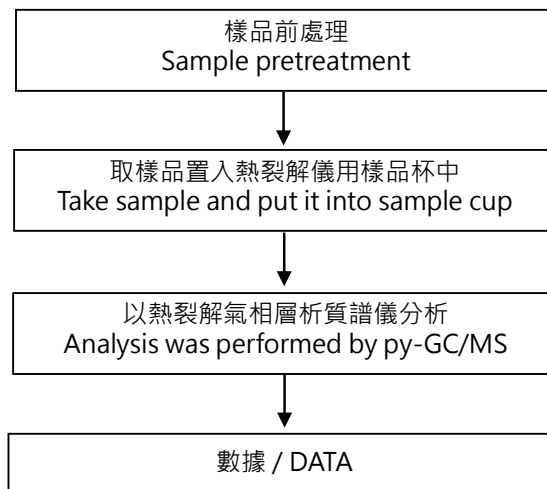 樣品前處理
Sample pretreatment
取樣品置入熱裂解儀用樣品杯中
Take sample and put it into sample cup
以熱裂解氣相層析質譜儀分析
Analysis was performed by py-GC/MS
數據 / DATA